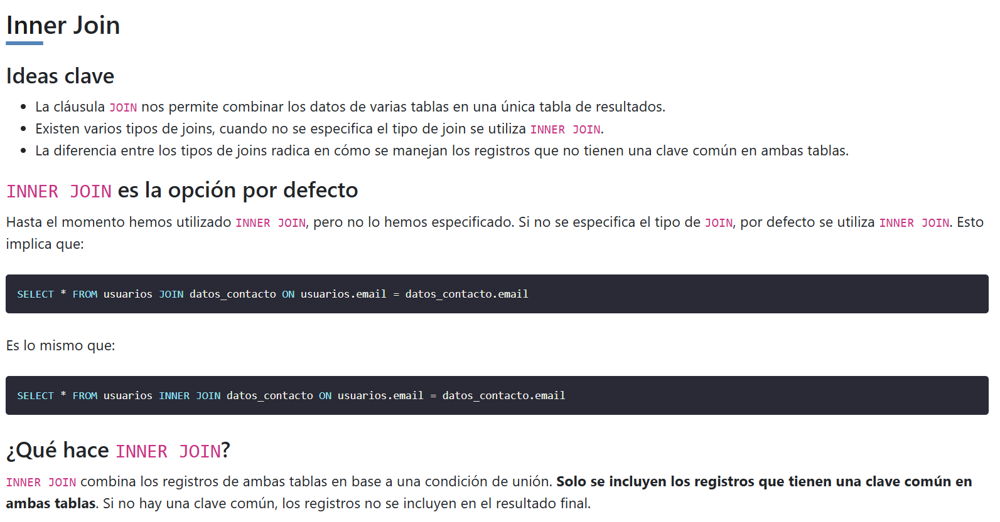 Inner Join
Ideas clave
La cláusula JOIN nos permite combinar los datos de varias tablas en una única tabla de resultados.
Existen varios tipos de joins, cuando no se especifica el tipo de join se utiliza INNER JOIN.
La diferencia entre los tipos de joins radica en cómo se manejan los registros que no tienen una clave común en ambas tablas.
INNER JOIN es la opción por defecto
Hasta el momento hemos utilizado INNER JOIN, pero no lo hemos especificado. Si no se especifica el tipo de JOIN, por defecto se utiliza INNER JOIN. Esto
implica que:
SELECT * FROM usuarios JOIN datos_contacto ON usuarios.email = datos_contacto.email
Es lo mismo que:
SELECT * FROM usuarios INNER JOIN datos_contacto ON usuarios.email = datos_contacto.email
¿Qué hace INNER JOIN?
INNER JOIN combina los registros de ambas tablas en base a una condición de unión. Solo se incluyen los registros que tienen una clave común en
ambas tablas. Si no hay una clave común, los registros no se incluyen en el resultado final.